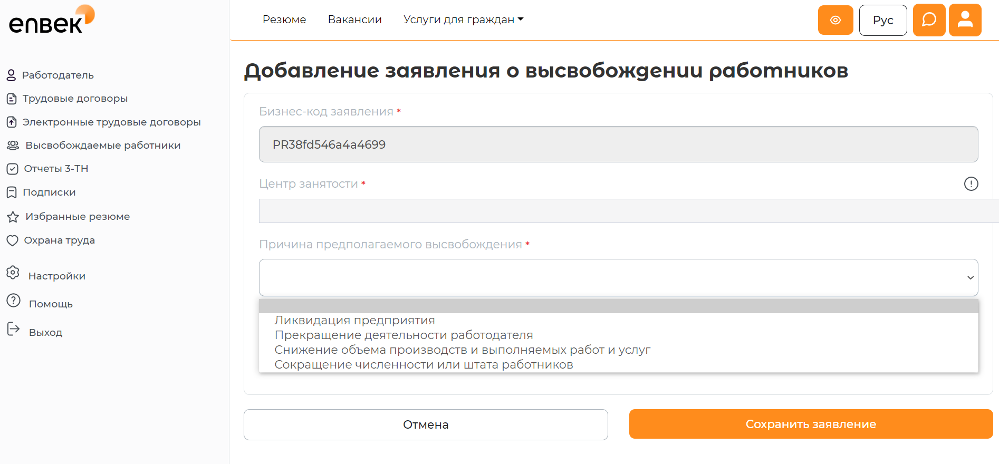 enbek
Резюме
Вакансии
Услуги для граждан
Рус
Работодатель
Трудовые договоры
Электронные трудовые договоры
Высвобождаемые работники
Отчеты 3-ТН
Подписки
Избранные резюме
Охрана труда
Настройки
Помощь
Выход
Добавление заявления о высвобождении работников
Бизнес-код заявления *
PR38fd546a4a4699
Центр занятости *
Причина предполагаемого высвобождения *
Ликвидация предприятия
Прекращение деятельности работодателя
Снижение объема производств и выполняемых работ и услуг
Сокращение численности или штата работников
Отмена
Сохранить заявление